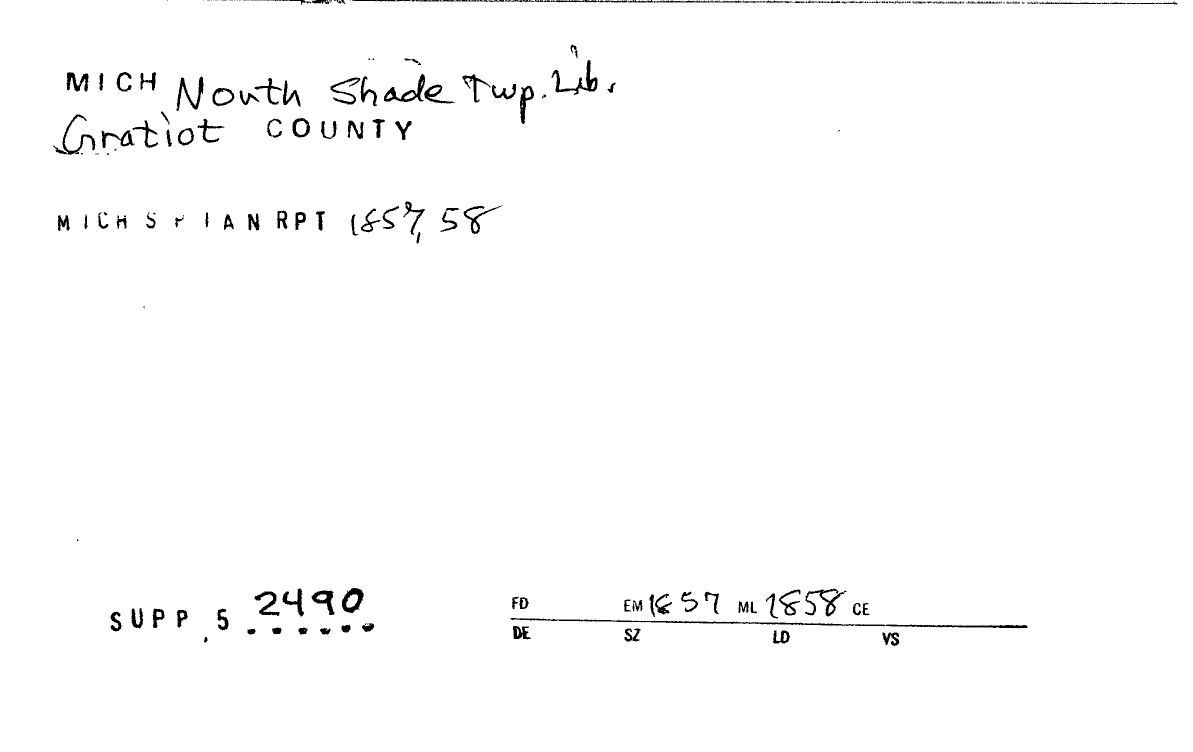 MICH North Shade Twp. Lib.
Gratiot COUNTY
MICH S P I AN RPT 1857, 58
SUPP. 5 2490
FD EM 1857 ML 1858 CE
DE SZ LD VS